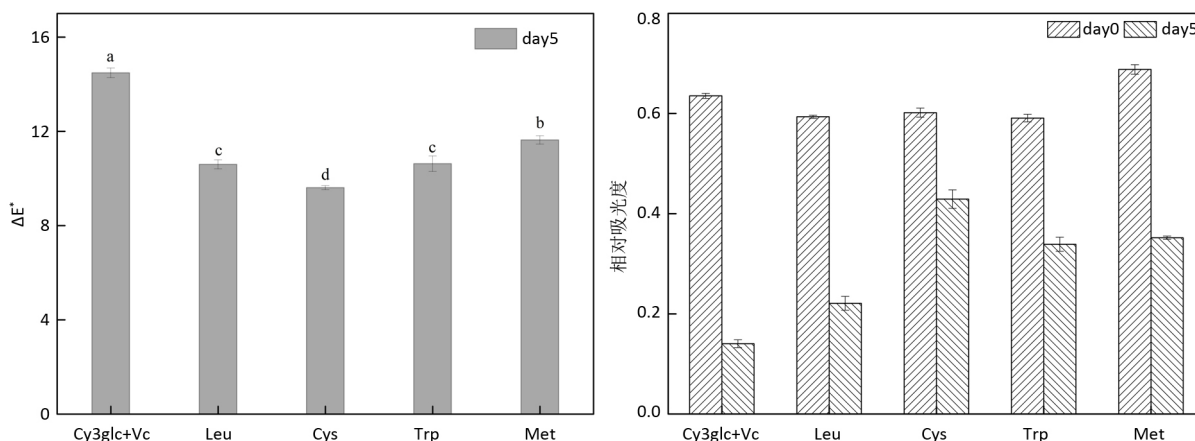 16
12
8
4
0
ΔE*
day5
a
c
d
c
b
Cy3glc+Vc Leu Cys Trp Met
0.8
0.6
0.4
0.2
0.0
相对吸光度
day0 day5
Cy3glc+Vc Leu Cys Trp Met